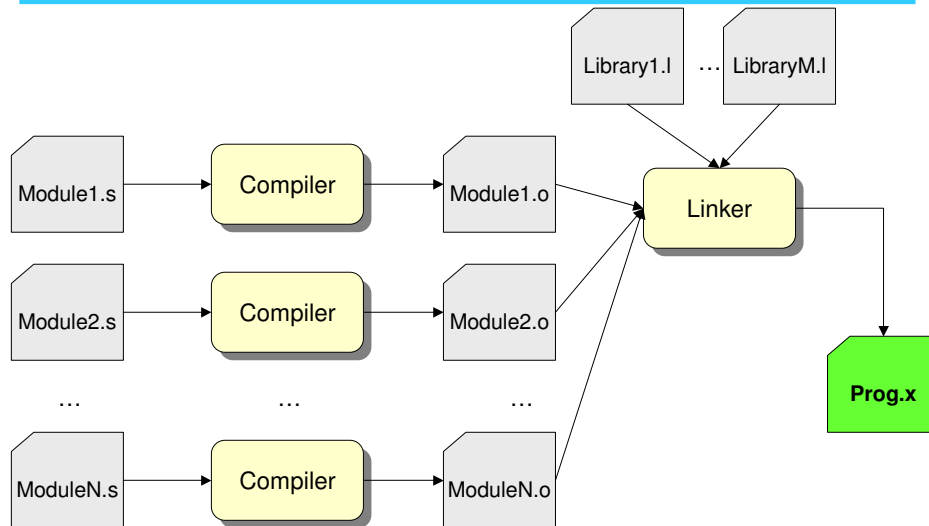 Library1.l
…
LibraryM.l
Module1.s
Compiler
Module1.o
Linker
Module2.s
Compiler
Module2.o
Prog.x
…
…
…
ModuleN.s
Compiler
ModuleN.o